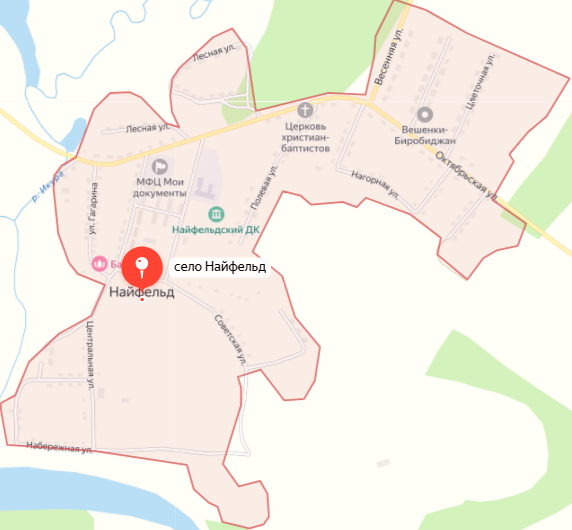 Лесная ул.
Весенняя ул.
Цветочная ул.
Лесная ул.
Церковь
христиан-
баптистов
Вешенки-
Биробиджан
Октябрьская ул.
р. Икура
МФЦ Мои
документы
ул. Гагарина
Полевая ул.
Нагорная ул.
Найфельдский ДК
Ба
село Найфельд
Найфельд
Центральная ул.
Советская ул.
Набережная ул.